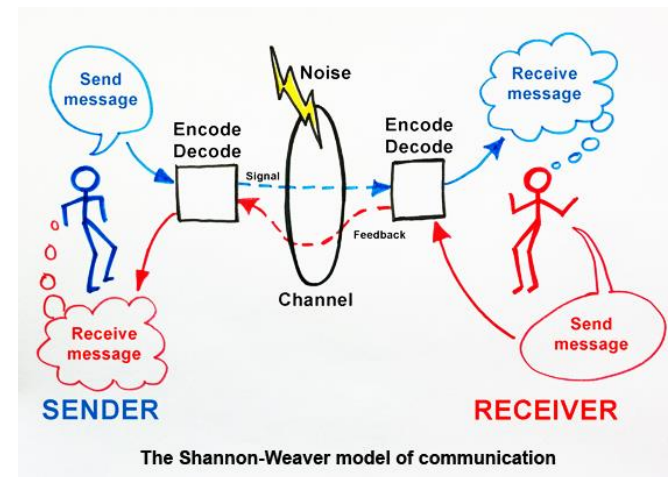 Send
message
Noise
Receive
message
Encode
Decode
Encode
Decode
Signal
Feedback
Channel
Receive
message
Send
message
SENDER
RECEIVER
The Shannon-Weaver model of communication